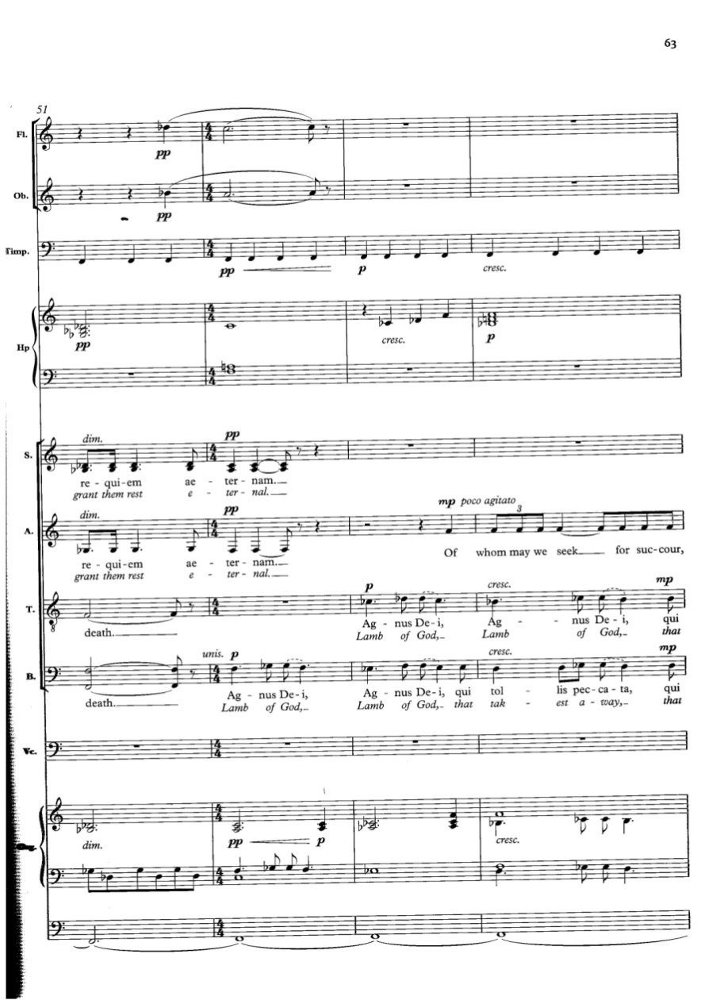 63
51
Fl.
pp
Ob.
pp
Timp.
pp p cresc.
cresc.
Hp
pp p
dim. pp
S.
re - qui - em ae - ter - nam.
grant them rest e - ter - nal.
mp poco agitato
dim. pp 3
A.
Of whom may we seek for suc - cour,
re - qui - em ae - ter - nam.
grant them rest e - ter - nal.
p cresc. mp
T.
8
death. Ag - nus De - i, Ag - nus De - i, qui
Lamb of God, Lamb of God, that
unis. p cresc. mp
B.
death. Ag - nus De - i, Ag - nus De - i, qui tol - lis pec - ca - ta, qui
Lamb of God, Lamb of God, that tak - est a - way, that
Vc.
dim. pp p cresc.